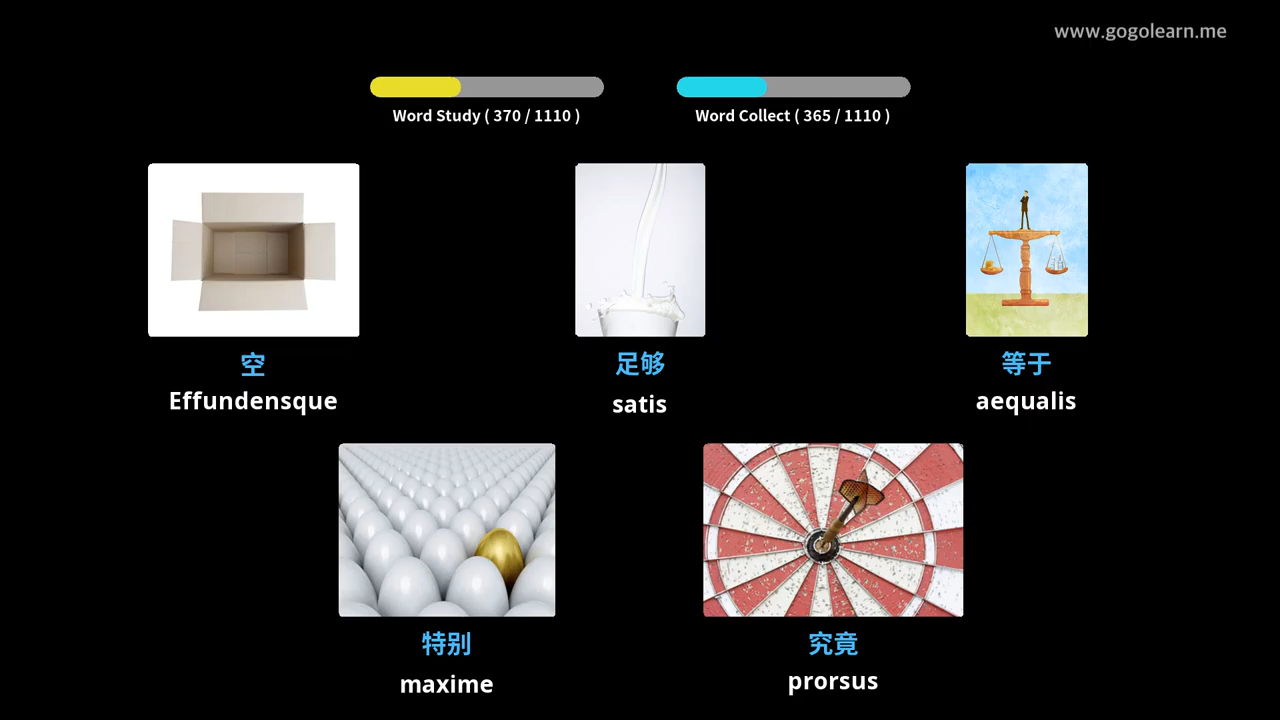 www.gogolearn.me
Word Study ( 370 / 1110 )
Word Collect ( 365 / 1110 )
空
足够
等于
Effundensque
satis
aequalis
特别
究竟
maxime
prorsus